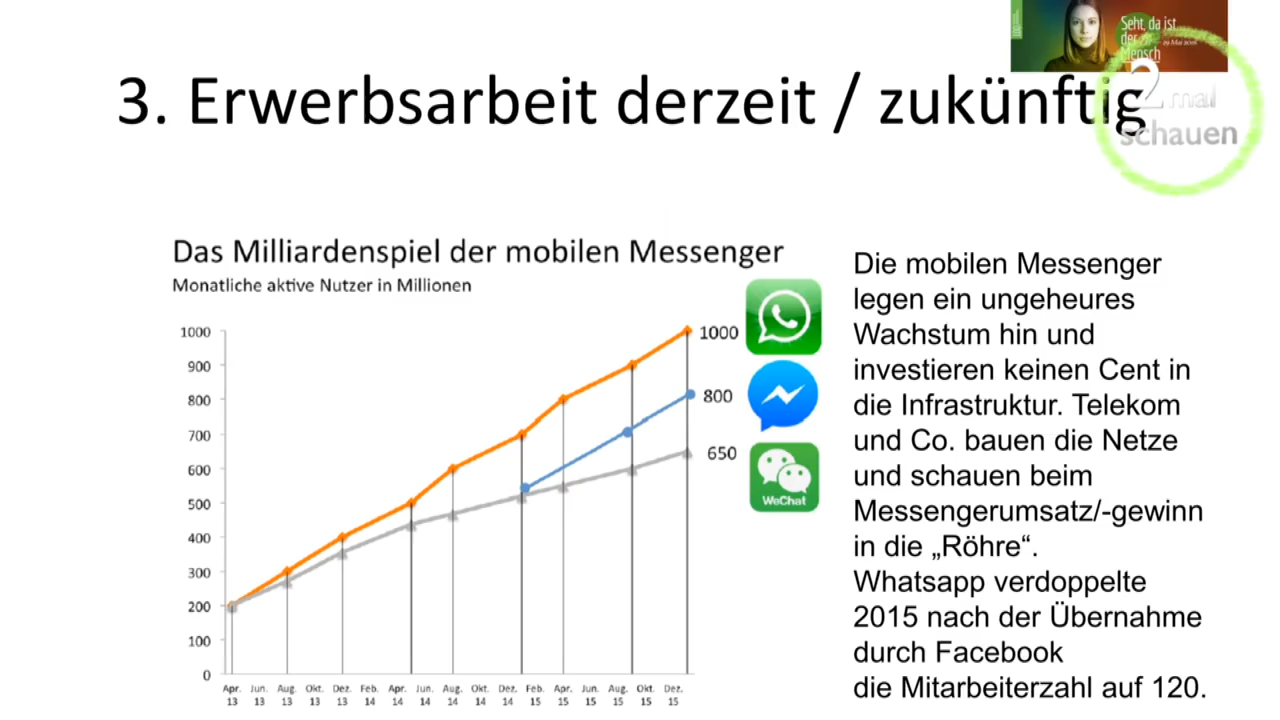 Seht, da ist
der
Mensch
29 Mai 2016
2 mal
schauen
3. Erwerbsarbeit derzeit / zukünftig
Das Milliardenspiel der mobilen Messenger
Monatliche aktive Nutzer in Millionen
1000
900
800
700
600
500
400
300
200
100
0
1000
800
650
WeChat
Apr. Jun. Aug. Okt. Dez. Feb. Apr. Jun. Aug. Okt. Dez. Feb. Apr. Jun. Aug. Okt. Dez.
13 13 13 13 13 14 14 14 14 14 14 15 15 15 15 15 15
Die mobilen Messenger
legen ein ungeheures
Wachstum hin und
investieren keinen Cent in
die Infrastruktur. Telekom
und Co. bauen die Netze
und schauen beim
Messengerumsatz/-gewinn
in die „Röhre“.
Whatsapp verdoppelte
2015 nach der Übernahme
durch Facebook
die Mitarbeiterzahl auf 120.